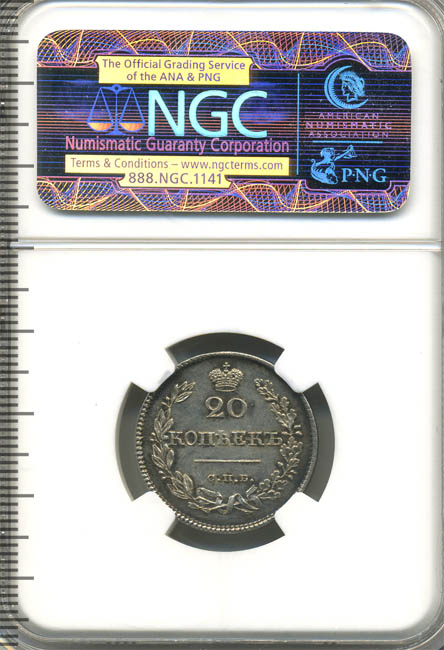 The Official Grading Service
of the ANA & PNG
NGC
Numismatic Guaranty Corporation
Terms & Conditions – www.ngcterms.com
888.NGC.1141
AMERICAN
NUMISMATIC
ASSOCIATION
PNG
20
КОПѢЕКЪ
С.П.Б.